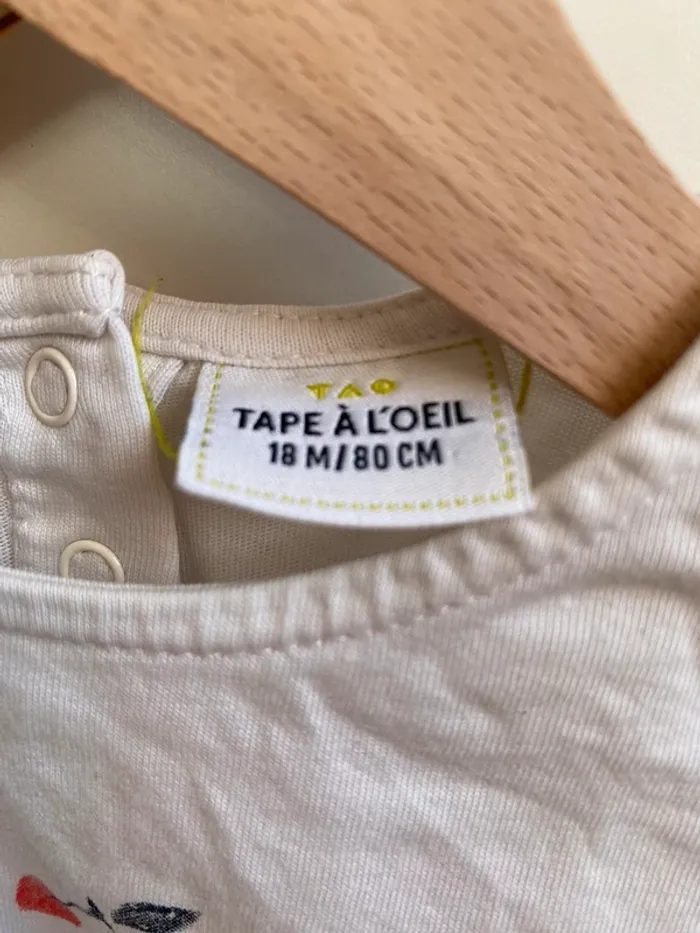 TAO
TAPE À L'OEIL
18 M/80 CM